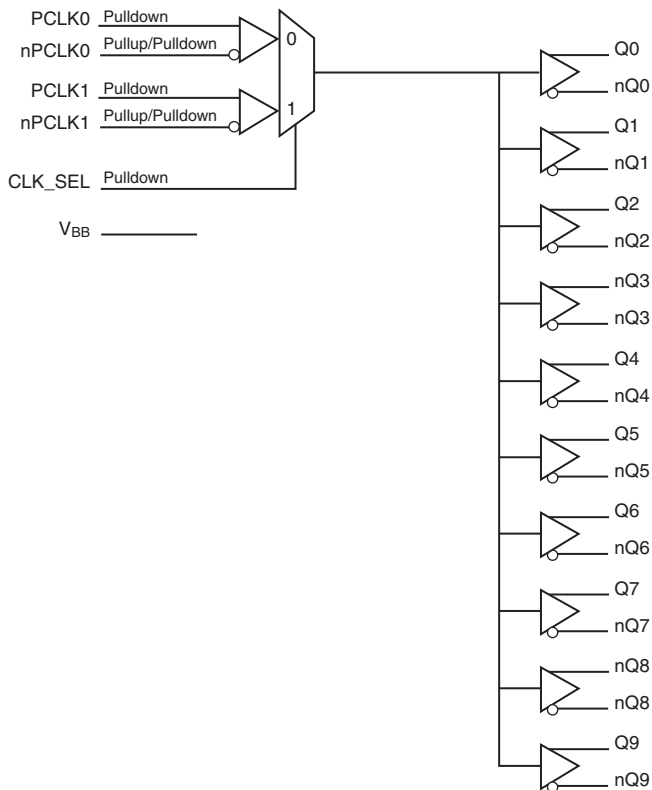 PCLK0 Pulldown
nPCLK0 Pullup/Pulldown
0
PCLK1 Pulldown
nPCLK1 Pullup/Pulldown
1
CLK_SEL Pulldown
VBB
Q0
nQ0
Q1
nQ1
Q2
nQ2
nQ3
nQ3
Q4
nQ4
Q5
nQ5
Q6
nQ6
Q7
nQ7
nQ8
nQ8
Q9
nQ9